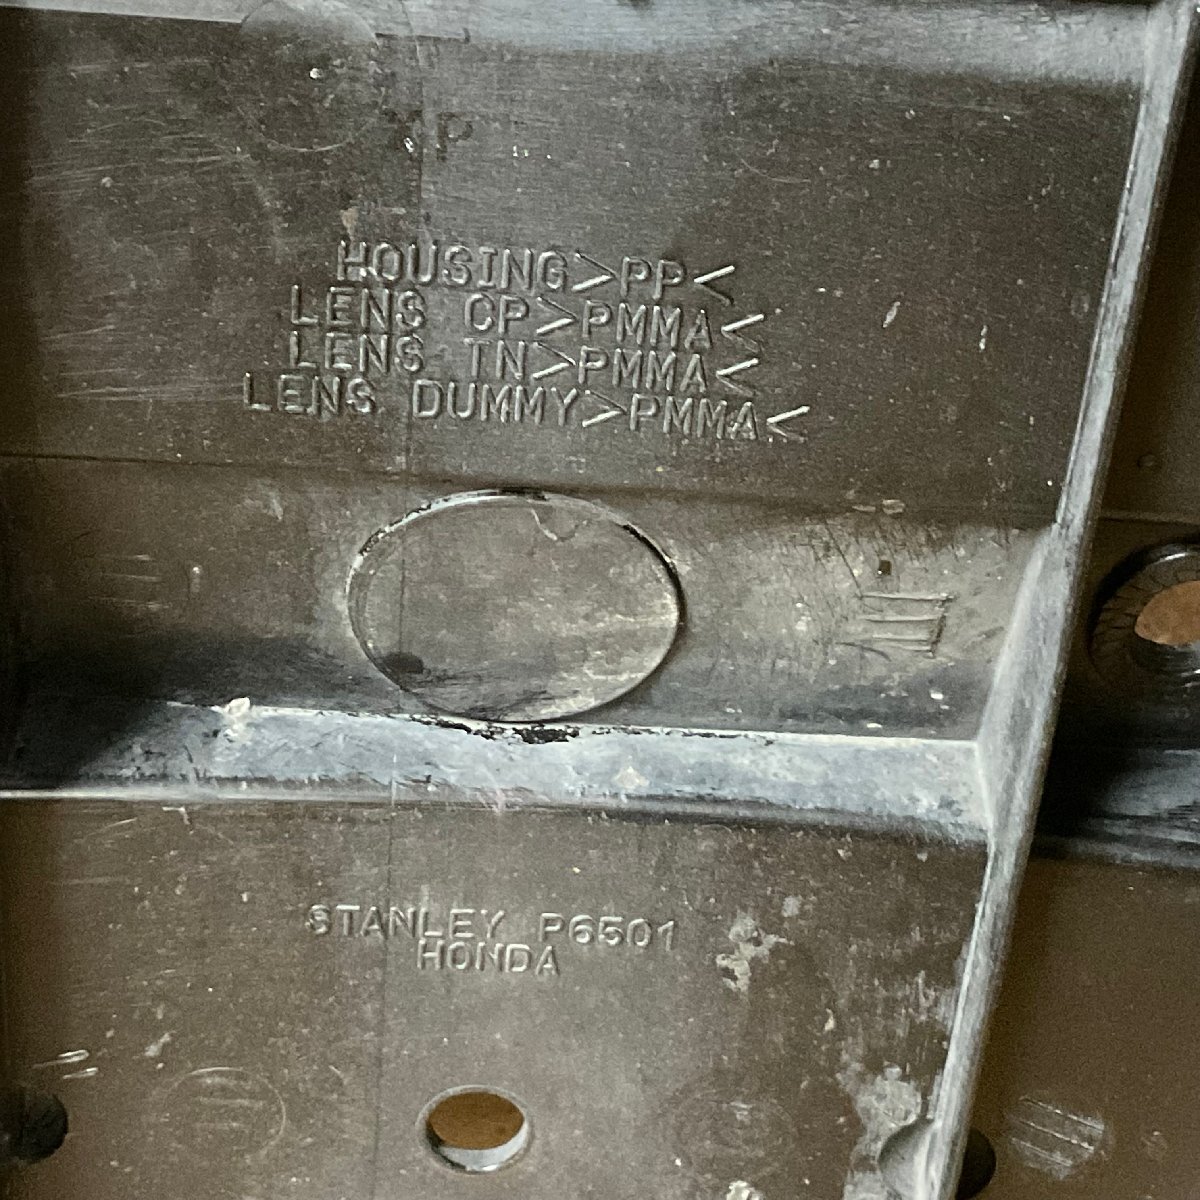 HOUSING>PP<
LENS CP>PMMA<
LENS TN>PMMA<
LENS DUMMY>PMMA<
STANLEY P6501
HONDA